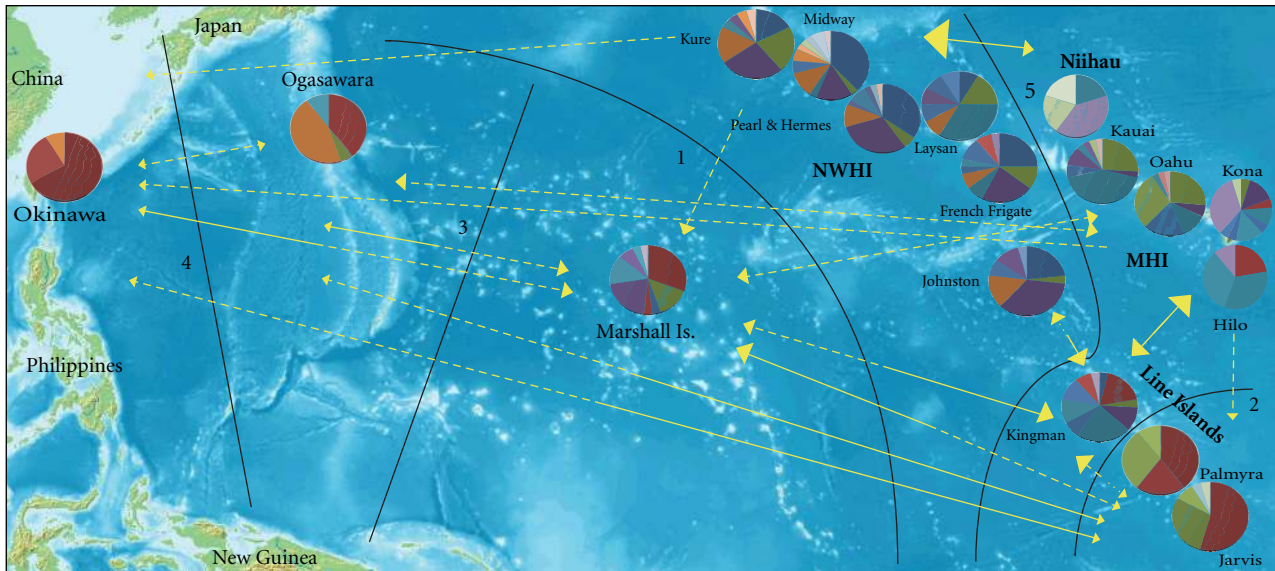 Japan
Midway
Kure
China
Ogasawara
Niihau
5
Pearl & Hermes
Laysan
Kauai
1
NWHI
Oahu
Kona
Okinawa
French Frigate
3
4
MHI
Johnston
Marshall Is.
Hilo
Philippines
Line Islands
2
Kingman
Palmyra
New Guinea
Jarvis